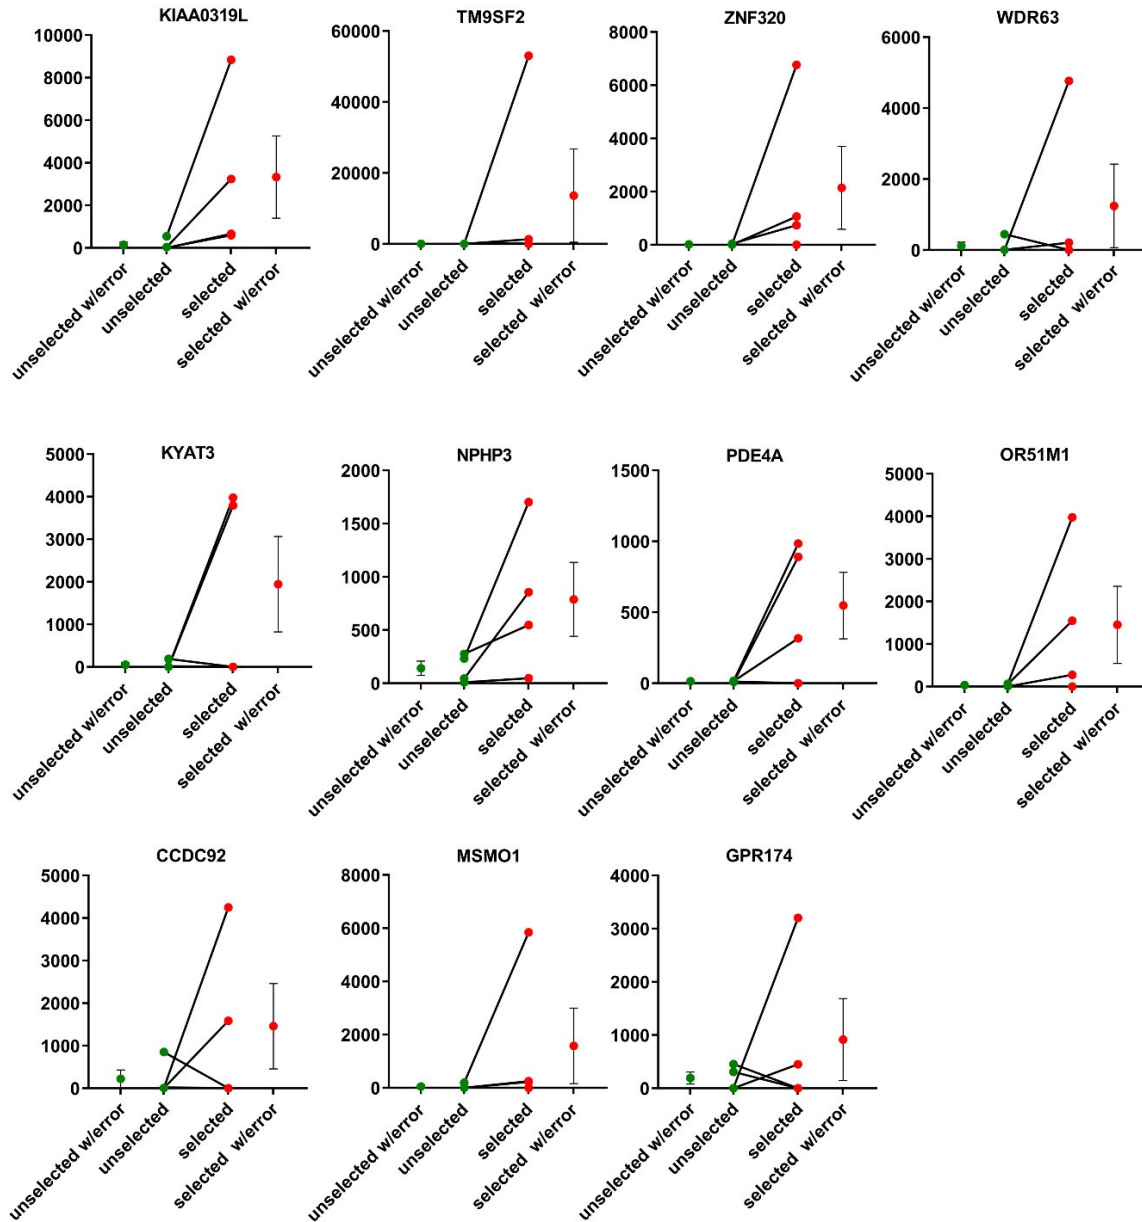 KIAA0319L
10000
8000
6000
4000
2000
0
unselected w/error
unselected
selected
selected w/error
TM9SF2
60000
40000
20000
0
unselected w/error
unselected
selected
selected w/error
ZNF320
8000
6000
4000
2000
0
unselected w/error
unselected
selected
selected w/error
WDR63
6000
4000
2000
0
unselected w/error
unselected
selected
selected w/error
KYAT3
5000
4000
3000
2000
1000
0
unselected w/error
unselected
selected
selected w/error
NPHP3
2000
1500
1000
500
0
unselected w/error
unselected
selected
selected w/error
PDE4A
1500
1000
500
0
unselected w/error
unselected
selected
selected w/error
OR51M1
5000
4000
3000
2000
1000
0
unselected w/error
unselected
selected
selected w/error
CCDC92
5000
4000
3000
2000
1000
0
unselected w/error
unselected
selected
selected w/error
MSMO1
8000
6000
4000
2000
0
unselected w/error
unselected
selected
selected w/error
GPR174
4000
3000
2000
1000
0
unselected w/error
unselected
selected
selected w/error